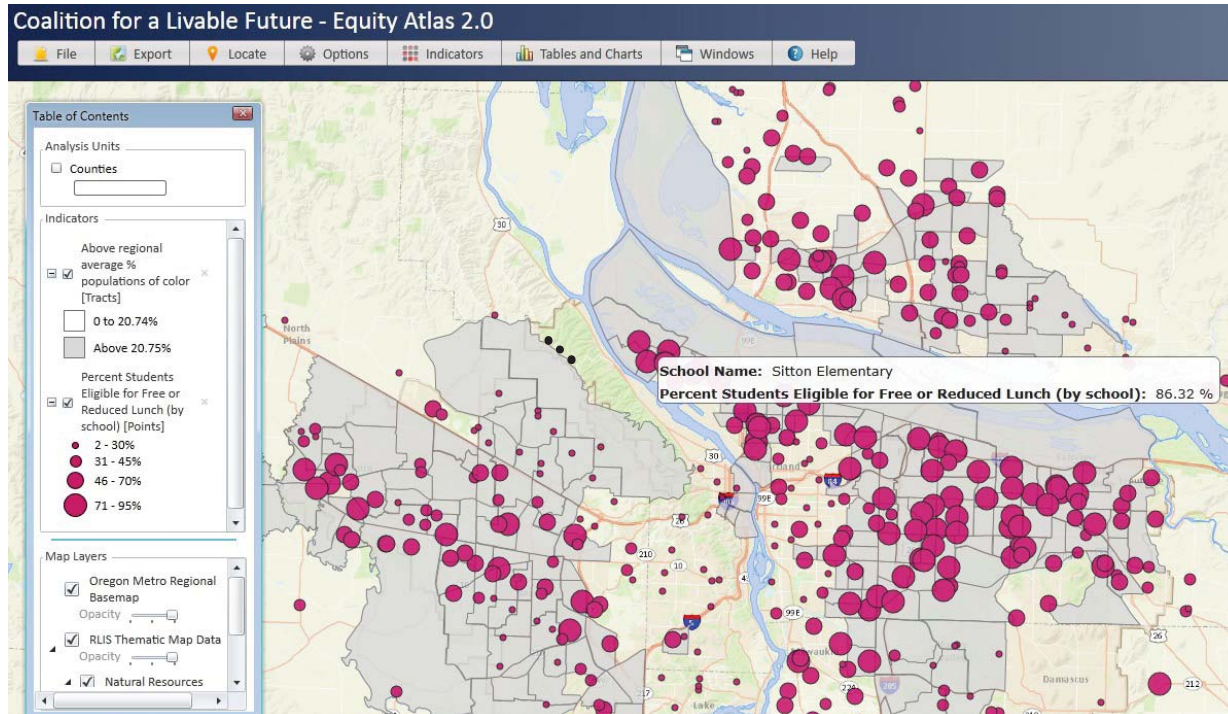 Coalition for a Livable Future - Equity Atlas 2.0
File Export Locate Options Indicators Tables and Charts Windows Help
Table of Contents
Analysis Units
Counties
Indicators
Above regional
average %
populations of color
[Tracts]
0 to 20.74%
Above 20.75%
Percent Students
Eligible for Free or
Reduced Lunch (by
school) [Points]
2 - 30%
31 - 45%
46 - 70%
71 - 95%
Map Layers
Oregon Metro Regional
Basemap
Opacity
RLIS Thematic Map Data
Opacity
Natural Resources
30
North
Plains
99E
School Name: Sitton Elementary
Percent Students Eligible for Free or Reduced Lunch (by school): 86.32 %
30
84
99E
26
210
10
5
99E
26
Damascus
212
Lake